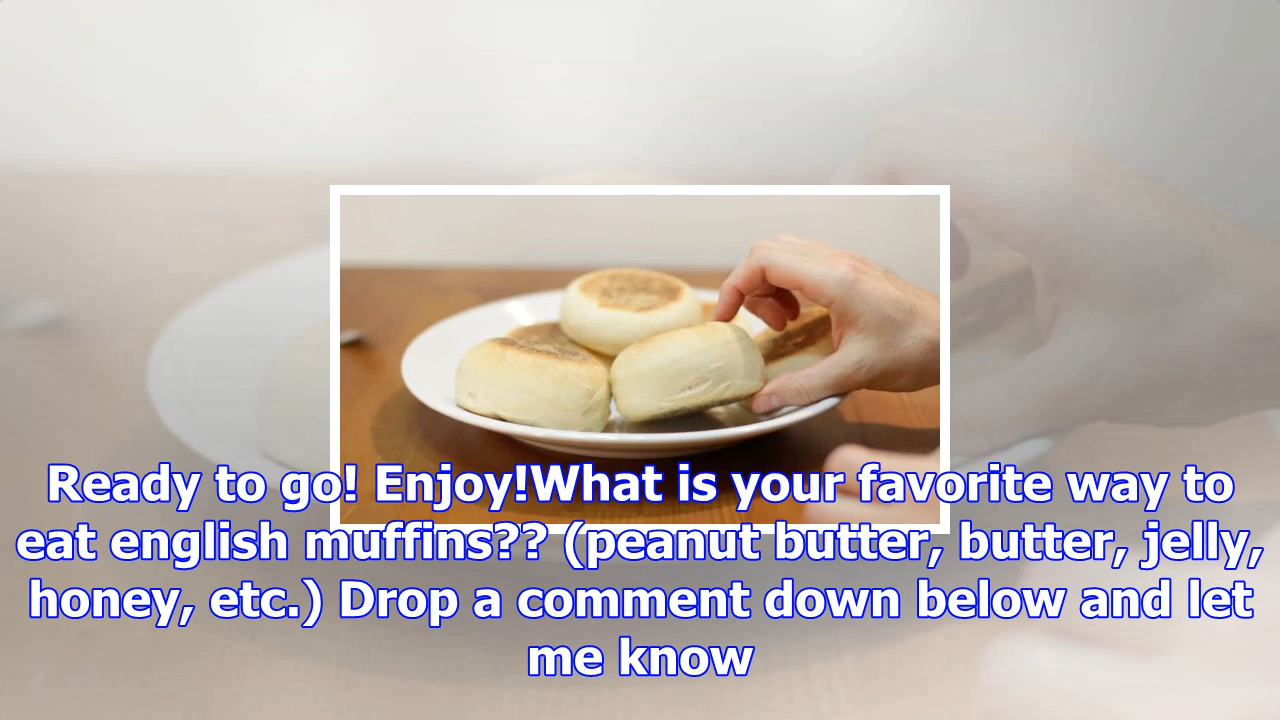 Ready to go! Enjoy!What is your favorite way to
eat english muffins?? (peanut butter, butter, jelly,
honey, etc.) Drop a comment down below and let
me know